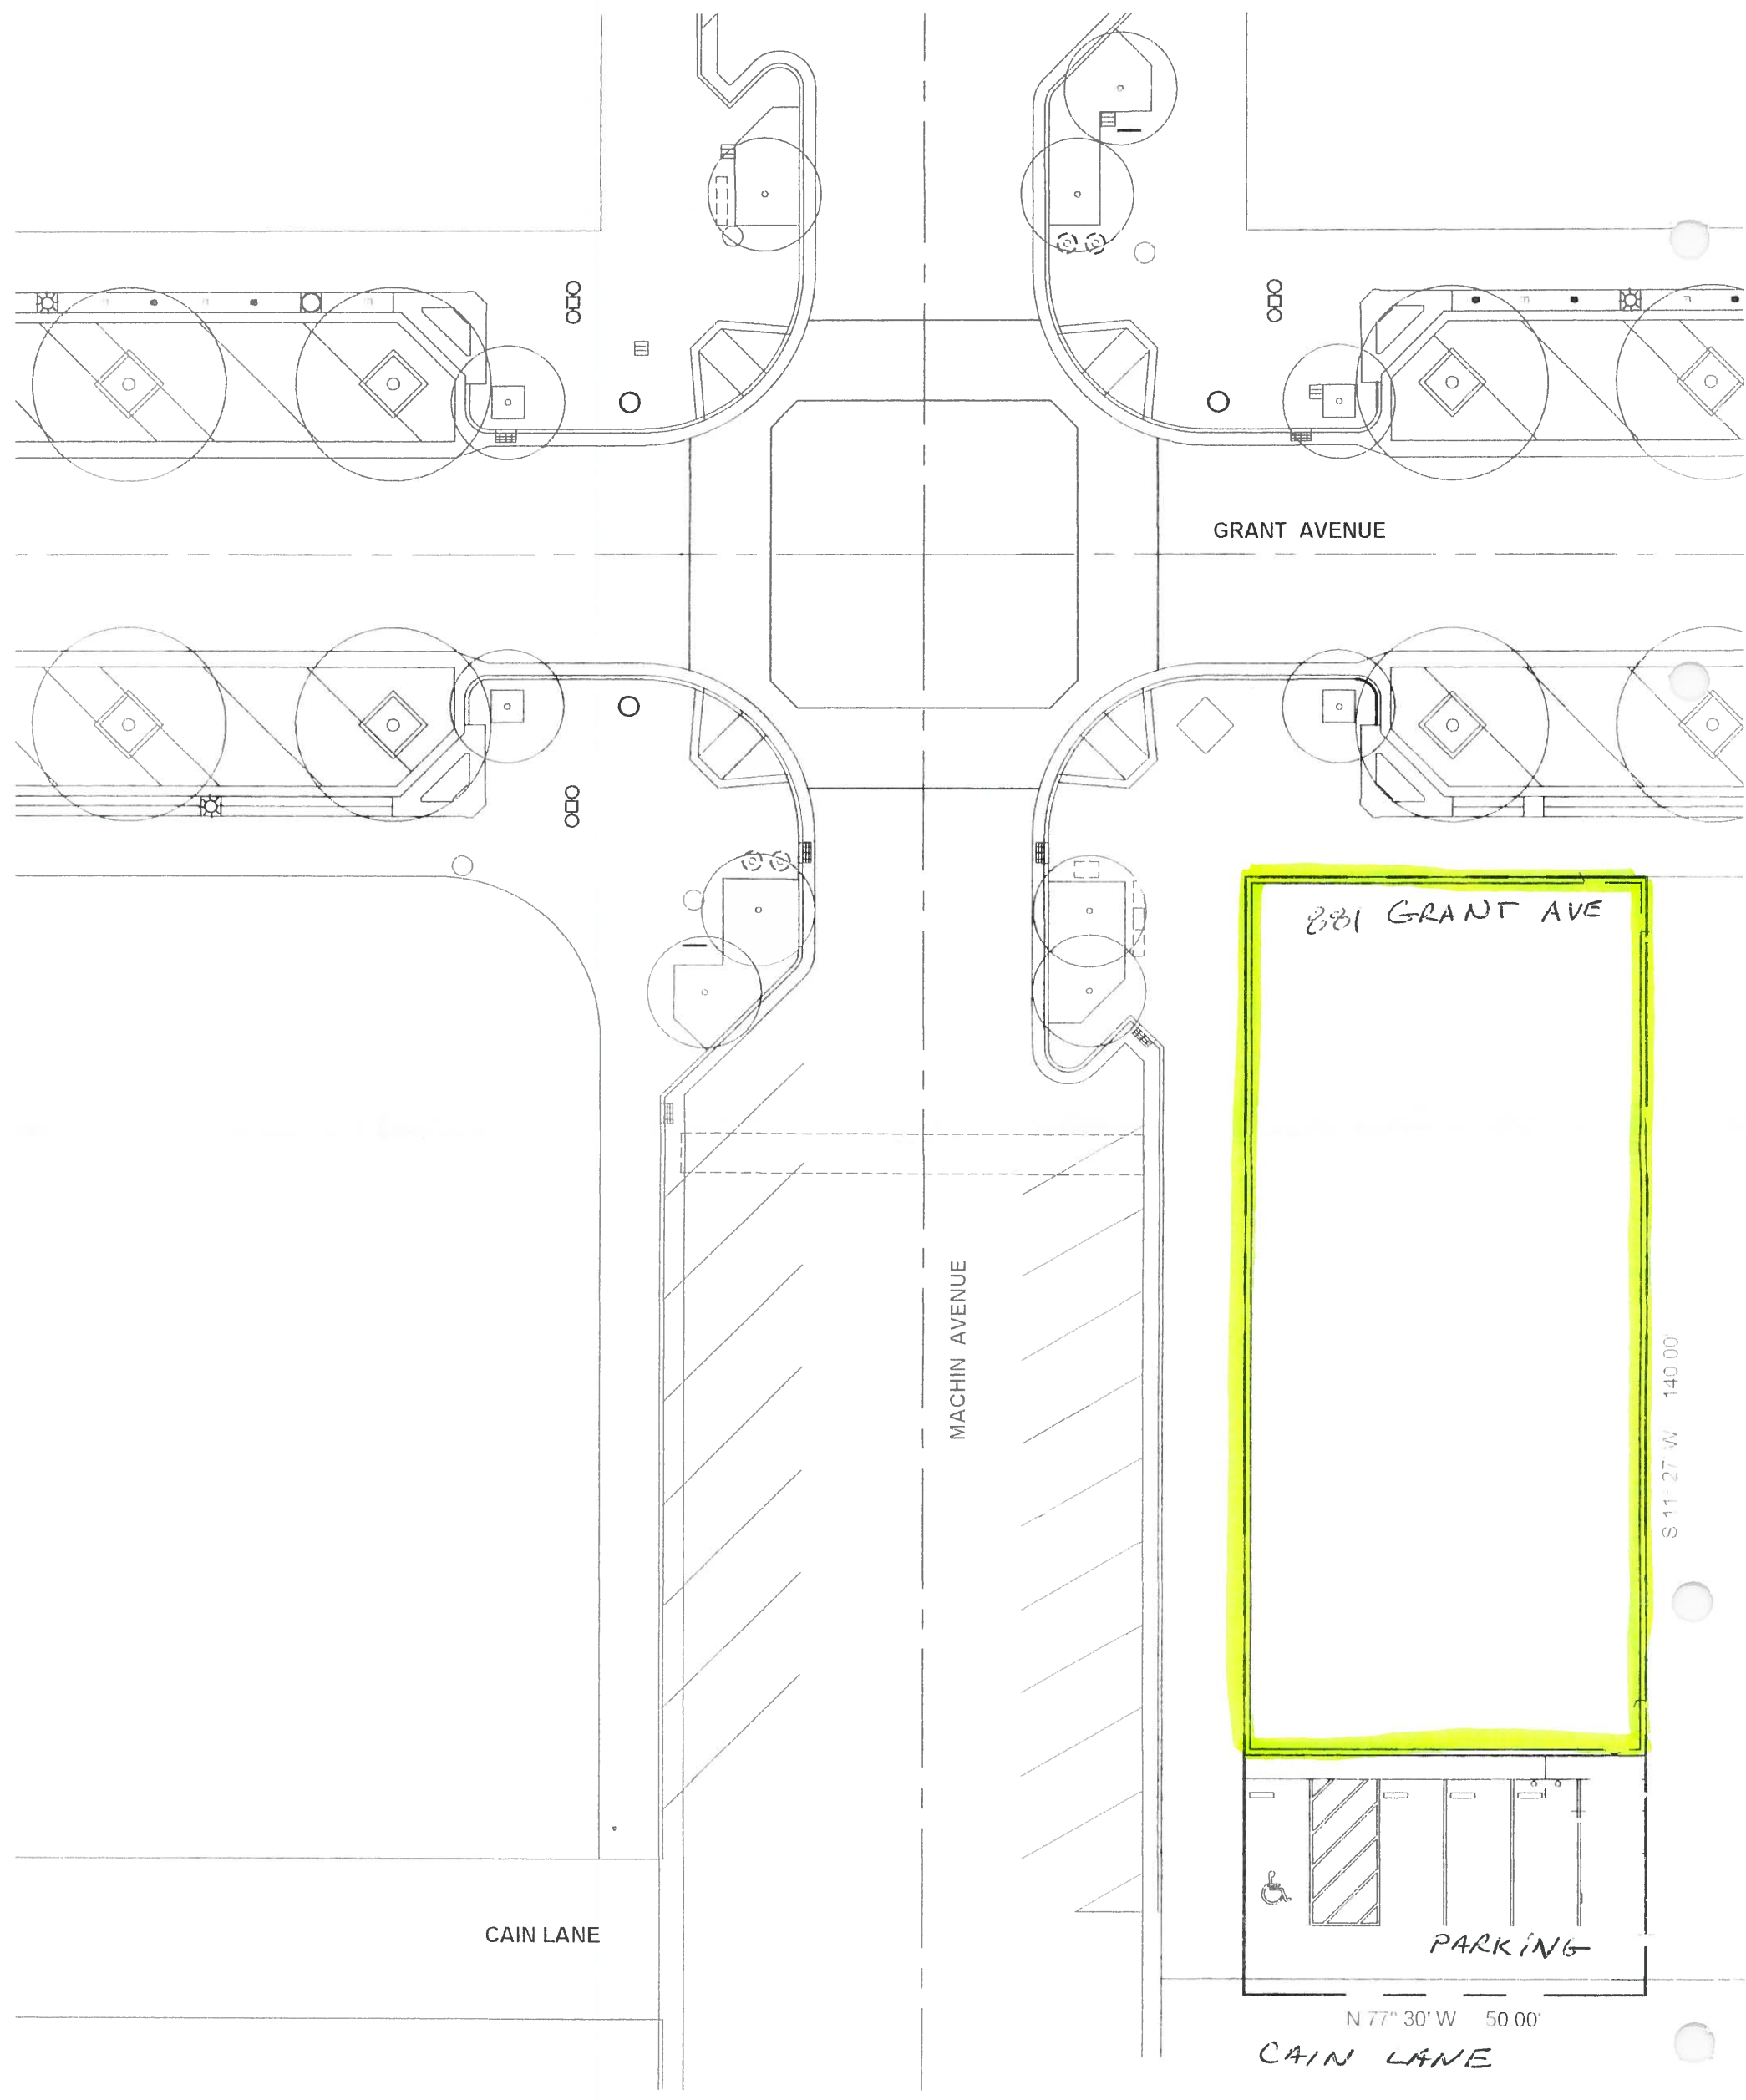 GRANT AVENUE
881 GRANT AVE
MACHIN AVENUE
S 11° 27' W 140 00'
CAIN LANE
PARKING
N 77° 30' W 50 00'
CAIN LANE